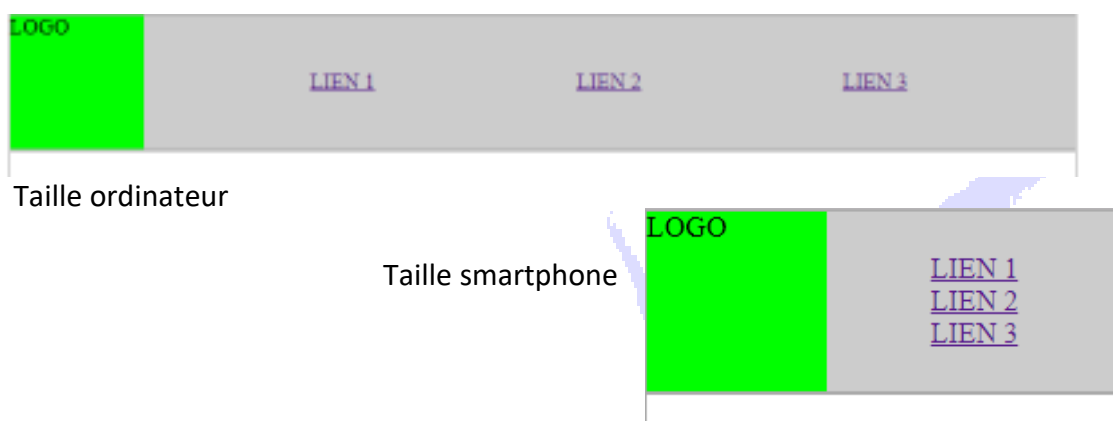 LOGO
LIEN 1 LIEN 2 LIEN 3
Taille ordinateur
LOGO
Taille smartphone
LIEN 1
LIEN 2
LIEN 3